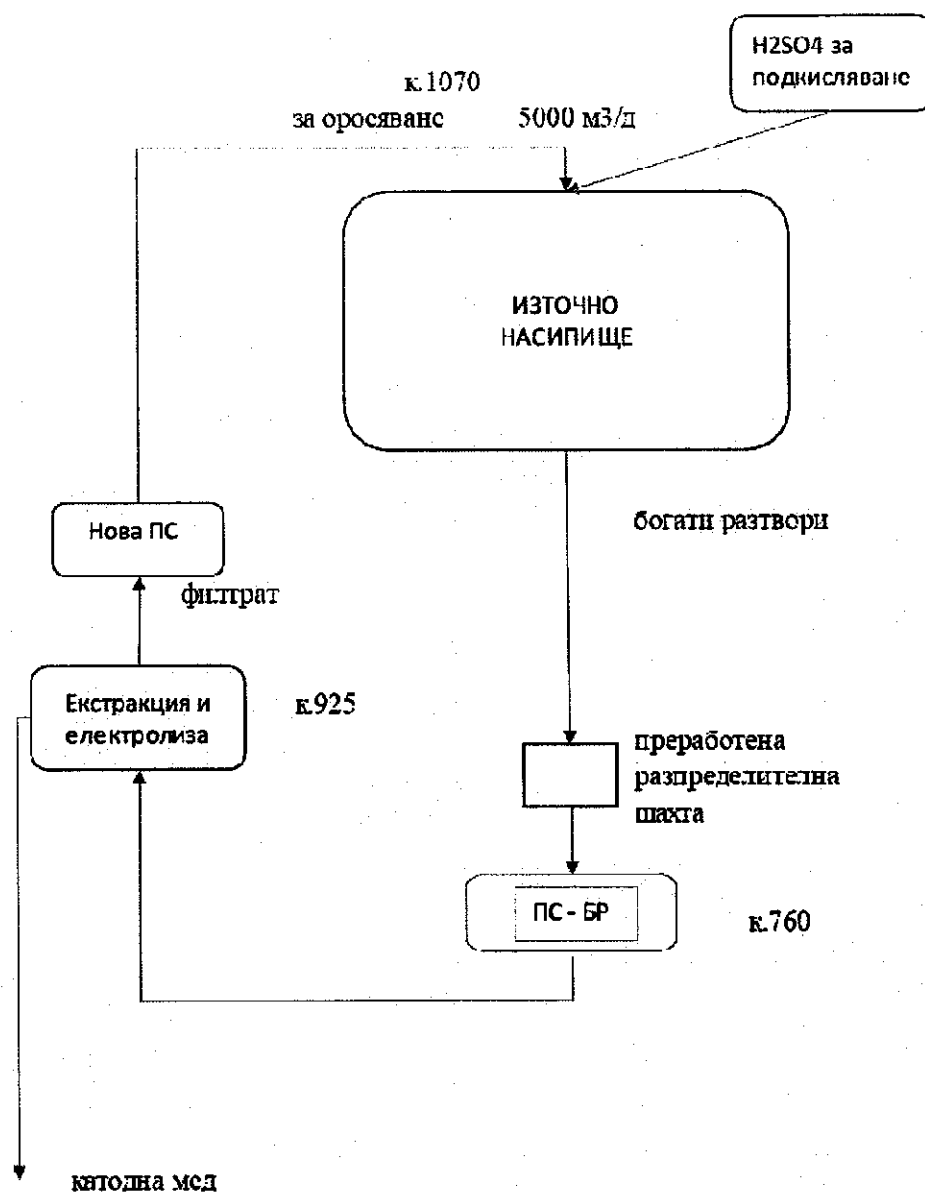 H2SO4 за
подкисляване
к.1070
за оросяване 5000 м3/д
ИЗТОЧНО
НАСИПИЩЕ
богати разтвори
Нова ПС
филтрат
Екстракция и
електролиза
к.925
преработена
разпределителна
шахта
ПС - БР
к.760
катодна мед